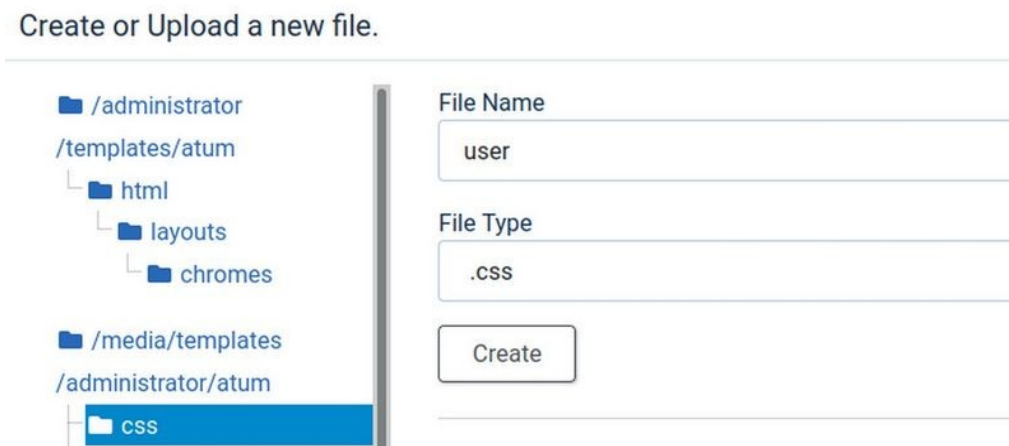 Create or Upload a new file.
/administrator
/templates/atum
html
layouts
chromes
/media/templates
/administrator/atum
css
File Name
user
File Type
.css
Create